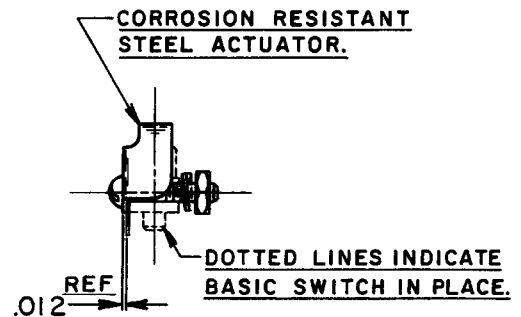 CORROSION RESISTANT
STEEL ACTUATOR.
DOTTED LINES INDICATE
BASIC SWITCH IN PLACE.
REF
.012